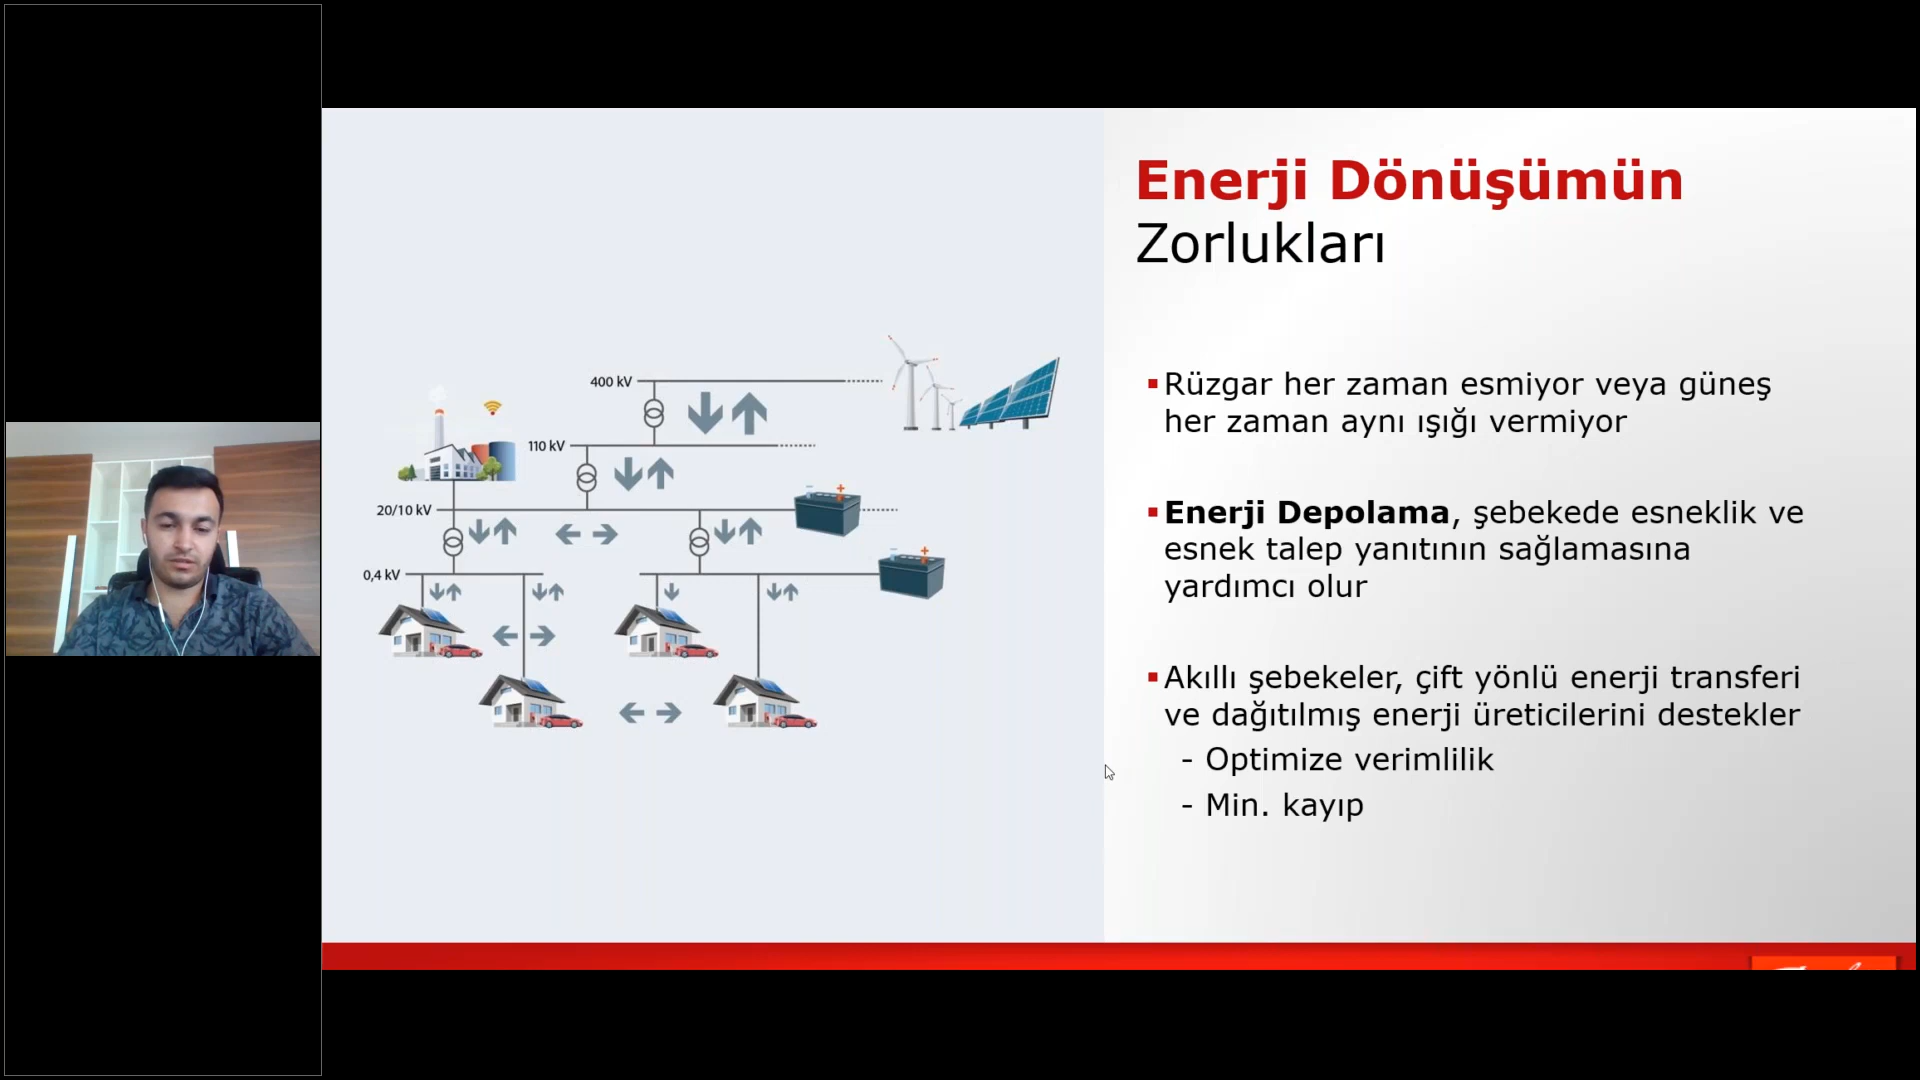 Enerji Dönüşümün
Zorlukları
400 kV
110 kV
20/10 kV
0,4 kV
Rüzgar her zaman esmiyor veya güneş
her zaman aynı ışığı vermiyor
Enerji Depolama, şebekede esneklik ve
esnek talep yanıtının sağlamasına
yardımcı olur
Akıllı şebekeler, çift yönlü enerji transferi
ve dağıtılmış enerji üreticilerini destekler
- Optimize verimlilik
- Min. kayıp